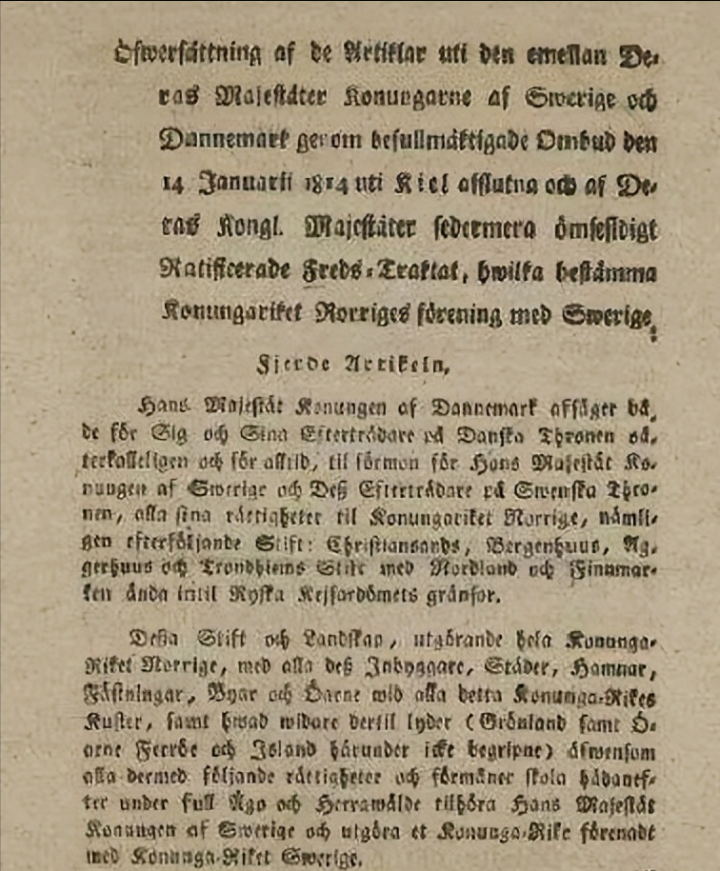 Öfwersättning af de Artiklar uti den emellan De-
ras Majestäter Konungarne af Swerige och
Dannemark genom befullmäktigade Ombud den
14 Januarii 1814 uti Kiel afslutna och af De-
ras Kongl. Majestäter sedermera ömsesidigt
Ratificerade Freds-Traktat, hwilka bestämma
Konungariket Norriges förening med Swerige.
Fjerde Artikeln,
Hans Majestät Konungen af Dannemark afsäger bå-
de för Sig och Sina Efterträdare på Danska Thronen oå-
terkalleligen och för alltid, til förmon för Hans Majestät Ko-
nungen af Swerige och Deß Efterträdare på Swenska Thro-
nen, alla sina rättigheter til Konungariket Norrige, nämli-
gen efterföljande Stift: Christiansands, Bergenhuus, Ag-
gerhuus och Trondhiems Stift med Nordland och Finnmar-
ken ända intil Ryska Kejsardömets gränsor.
Deßa Stift och Landskap, utgörande hela Konunga-
Riket Norrige, med alla deß Inbyggare, Städer, Hamnar,
Fästningar, Byar och Öarne wid alla detta Konunga-Rikes
Kuster, samt hwad widare dertil lyder (Grönland samt Ö-
arne Ferröe och Island härunder icke begripne) äfwensom
alla dermed följande rättigheter och förmåner skola hädanef-
ter under full Ägo och Herrawälde tilhöra Hans Majestät
Konungen af Swerige och utgöra et Konunga-Rike förenadt
med Konunga-Riket Swerige.